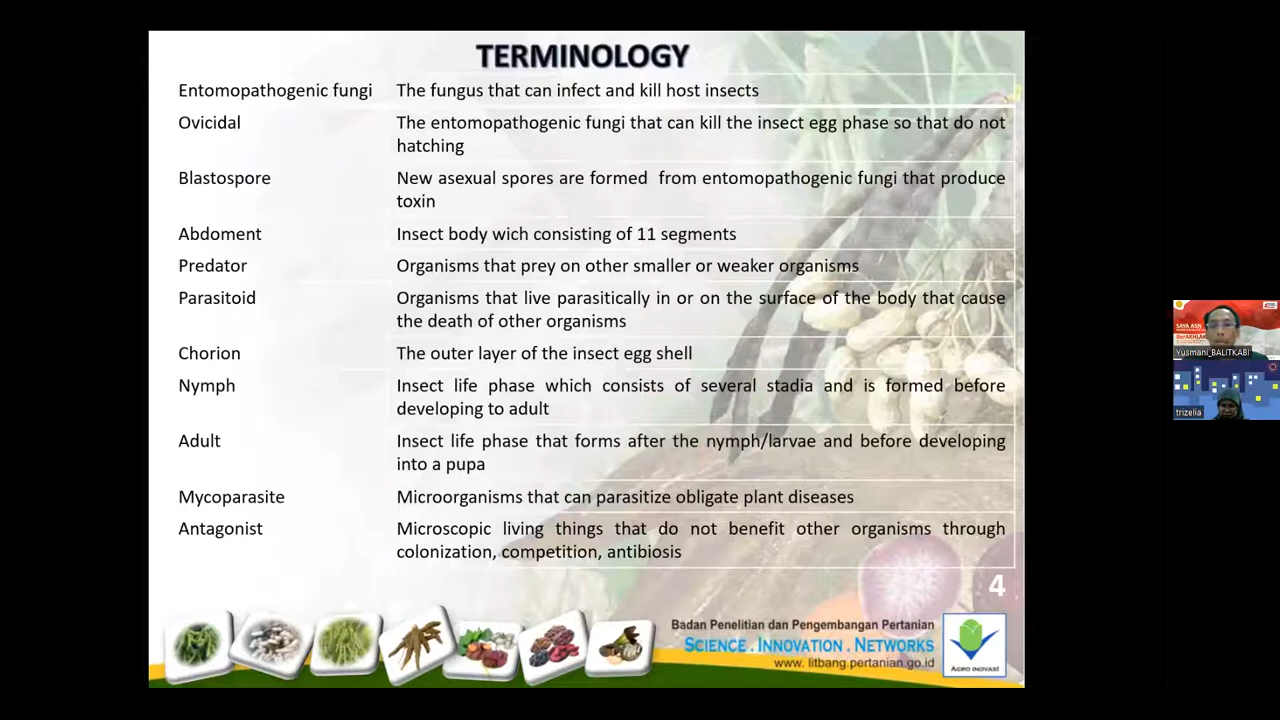 TERMINOLOGY
Entomopathogenic fungi The fungus that can infect and kill host insects
Ovicidal The entomopathogenic fungi that can kill the insect egg phase so that do not
hatching
Blastospore New asexual spores are formed from entomopathogenic fungi that produce
toxin
Abdoment Insect body wich consisting of 11 segments
Predator Organisms that prey on other smaller or weaker organisms
Parasitoid Organisms that live parasitically in or on the surface of the body that cause
the death of other organisms
Chorion The outer layer of the insect egg shell
Nymph Insect life phase which consists of several stadia and is formed before
developing to adult
Adult Insect life phase that forms after the nymph/larvae and before developing
into a pupa
Mycoparasite Microorganisms that can parasitize obligate plant diseases
Antagonist Microscopic living things that do not benefit other organisms through
colonization, competition, antibiosis
4
Badan Penelitian dan Pengembangan Pertanian
SCIENCE . INNOVATION . NETWORKS
www. litbang.pertanian.go.id
AGRO INOVASI
SAYA ASN
BerAKHLAK
Yusmani_BALITKABI
trizelia